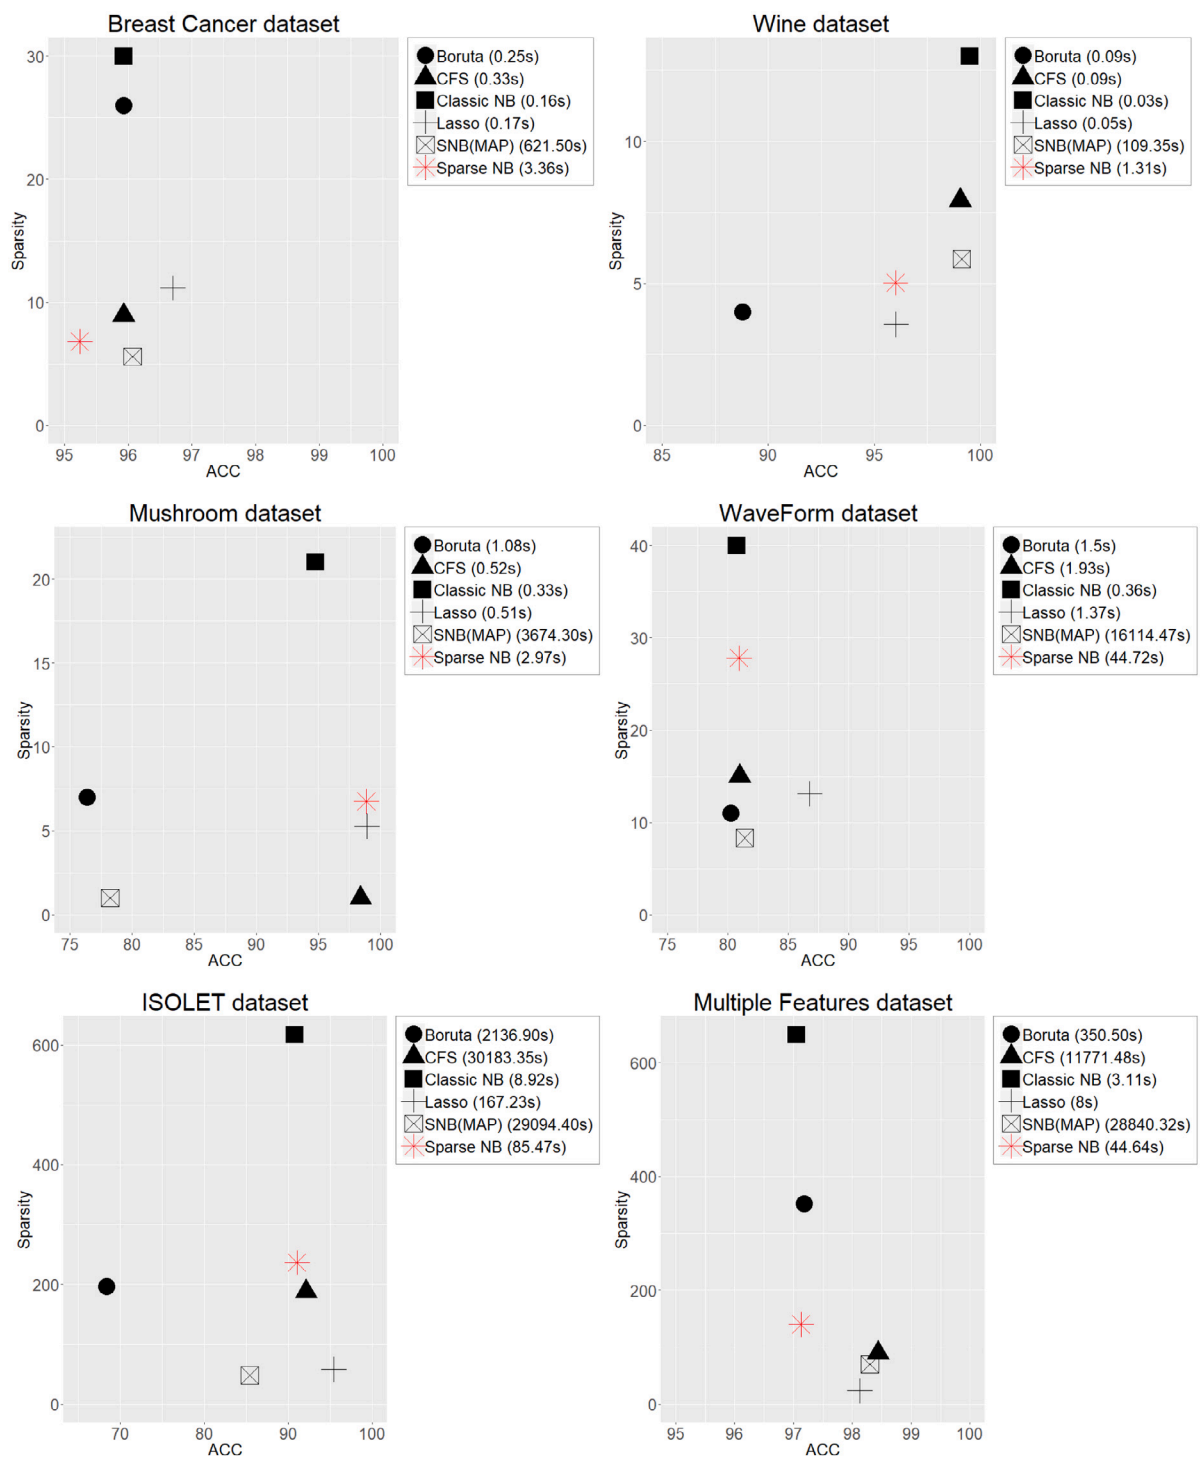 Breast Cancer dataset
30
20
10
0
Sparsity
95 96 97 98 99 100
ACC
Boruta (0.25s)
CFS (0.33s)
Classic NB (0.16s)
Lasso (0.17s)
SNB(MAP) (621.50s)
Sparse NB (3.36s)
Wine dataset
10
5
0
Sparsity
85 90 95 100
ACC
Boruta (0.09s)
CFS (0.09s)
Classic NB (0.03s)
Lasso (0.05s)
SNB(MAP) (109.35s)
Sparse NB (1.31s)
Mushroom dataset
20
15
10
5
0
Sparsity
75 80 85 90 95 100
ACC
Boruta (1.08s)
CFS (0.52s)
Classic NB (0.33s)
Lasso (0.51s)
SNB(MAP) (3674.30s)
Sparse NB (2.97s)
WaveForm dataset
40
30
20
10
0
Sparsity
75 80 85 90 95 100
ACC
Boruta (1.5s)
CFS (1.93s)
Classic NB (0.36s)
Lasso (1.37s)
SNB(MAP) (16114.47s)
Sparse NB (44.72s)
ISOLET dataset
600
400
200
0
Sparsity
70 80 90 100
ACC
Boruta (2136.90s)
CFS (30183.35s)
Classic NB (8.92s)
Lasso (167.23s)
SNB(MAP) (29094.40s)
Sparse NB (85.47s)
Multiple Features dataset
600
400
200
0
Sparsity
95 96 97 98 99 100
ACC
Boruta (350.50s)
CFS (11771.48s)
Classic NB (3.11s)
Lasso (8s)
SNB(MAP) (28840.32s)
Sparse NB (44.64s)